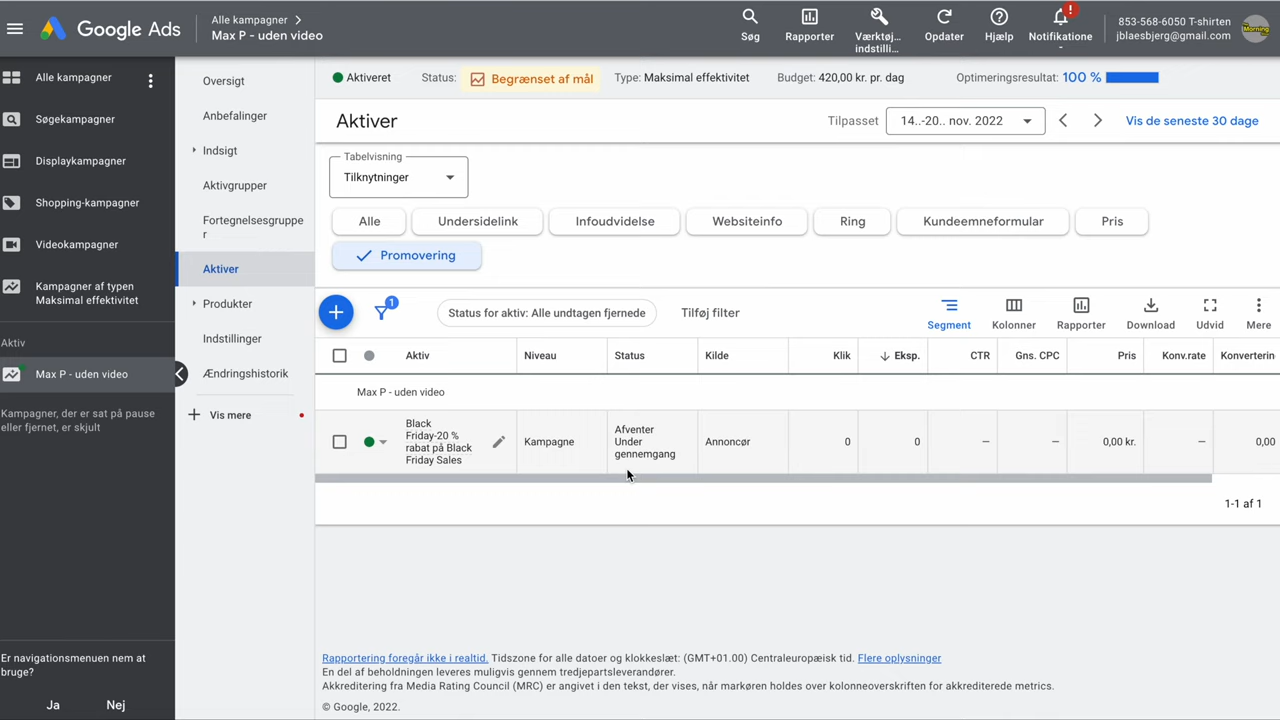 Google Ads
Alle kampagner
Max P - uden video
Søg
Rapporter
Værktøj...
indstilli...
Opdater
Hjælp
!
Notifikatione
-
853-568-6050 T-shirten
jblaesbjerg@gmail.com
Morning
Alle kampagner
Søgekampagner
Displaykampagner
Shopping-kampagner
Videokampagner
Kampagner af typen
Maksimal effektivitet
Aktiv
Max P - uden video
Kampagner, der er sat på pause
eller fjernet, er skjult
Er navigationsmenuen nem at
bruge?
Ja
Nej
Oversigt
Anbefalinger
Indsigt
Aktivgrupper
Fortegnelsesgruppe
r
Aktiver
Produkter
Indstillinger
Ændringshistorik
Vis mere
Aktiveret
Status:
Begrænset af mål
Type: Maksimal effektivitet
Budget: 420,00 kr. pr. dag
Optimeringsresultat: 100 %
Aktiver
Tilpasset
14..-20.. nov. 2022
Vis de seneste 30 dage
Tabelvisning
Tilknytninger
Alle
Undersidelink
Infoudvidelse
Websiteinfo
Ring
Kundeemneformular
Pris
Promovering
1
Status for aktiv: Alle undtagen fjernede
Tilføj filter
Segment
Kolonner
Rapporter
Download
Udvid
Mere
Aktiv
Niveau
Status
Kilde
Klik
Eksp.
CTR
Gns. CPC
Pris
Konv.rate
Konverterin
Max P - uden video
Black
Friday-20 %
rabat på Black
Friday Sales
Kampagne
Afventer
Under
gennemgang
Annoncør
0
0
–
–
0,00 kr.
–
0,00
1-1 af 1
Rapportering foregår ikke i realtid. Tidszone for alle datoer og klokkeslæt: (GMT+01.00) Centraleuropæisk tid. Flere oplysninger
En del af beholdningen leveres muligvis gennem tredjepartsleverandører.
Akkreditering fra Media Rating Council (MRC) er angivet i den tekst, der vises, når markøren holdes over kolonneoverskriften for akkrediterede metrics.
© Google, 2022.